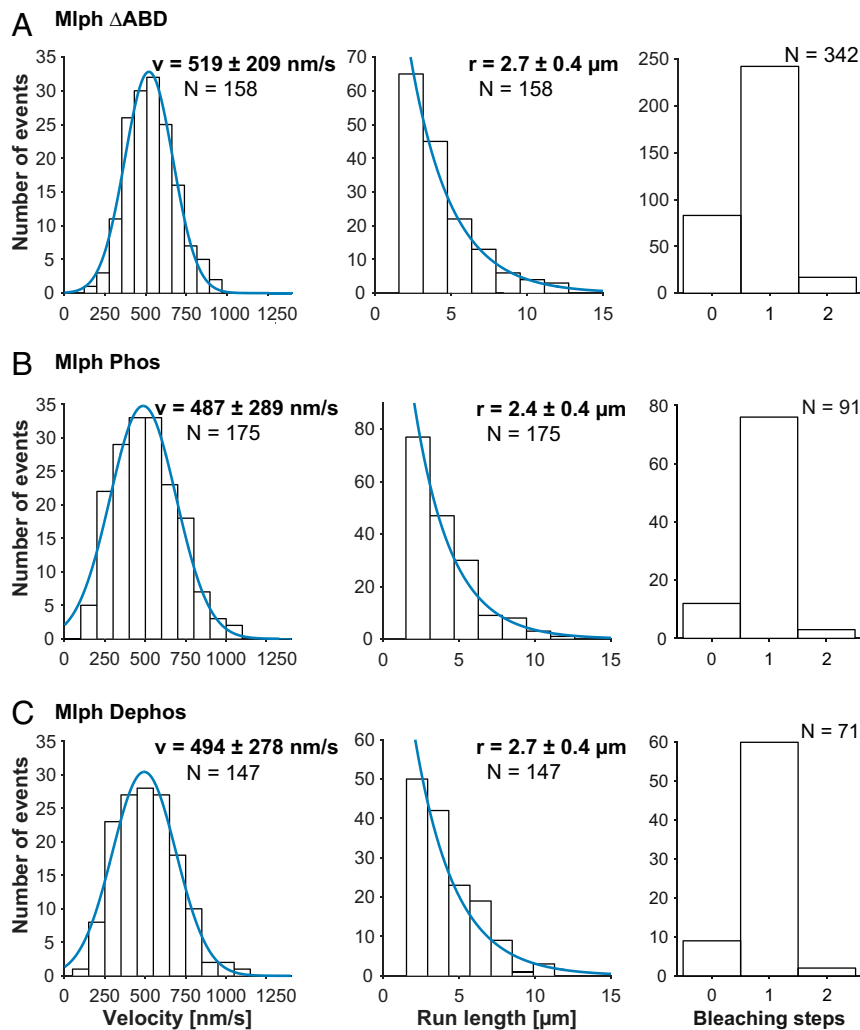 A Mlph ΔABD
v = 519 ± 209 nm/s
N = 158
r = 2.7 ± 0.4 µm
N = 158
N = 342
Number of events
35
30
25
20
15
10
5
0
0 250 500 750 1000 1250
70
60
50
40
30
20
10
0
0 5 10 15
250
200
150
100
50
0
0 1 2
B Mlph Phos
v = 487 ± 289 nm/s
N = 175
r = 2.4 ± 0.4 µm
N = 175
N = 91
Number of events
35
30
25
20
15
10
5
0
0 250 500 750 1000 1250
80
60
40
20
0
0 5 10 15
80
60
40
20
0
0 1 2
C Mlph Dephos
v = 494 ± 278 nm/s
N = 147
r = 2.7 ± 0.4 µm
N = 147
N = 71
Number of events
35
30
25
20
15
10
5
0
0 250 500 750 1000 1250
Velocity [nm/s]
60
50
40
30
20
10
0
0 5 10 15
Run length [µm]
60
50
40
30
20
10
0
0 1 2
Bleaching steps